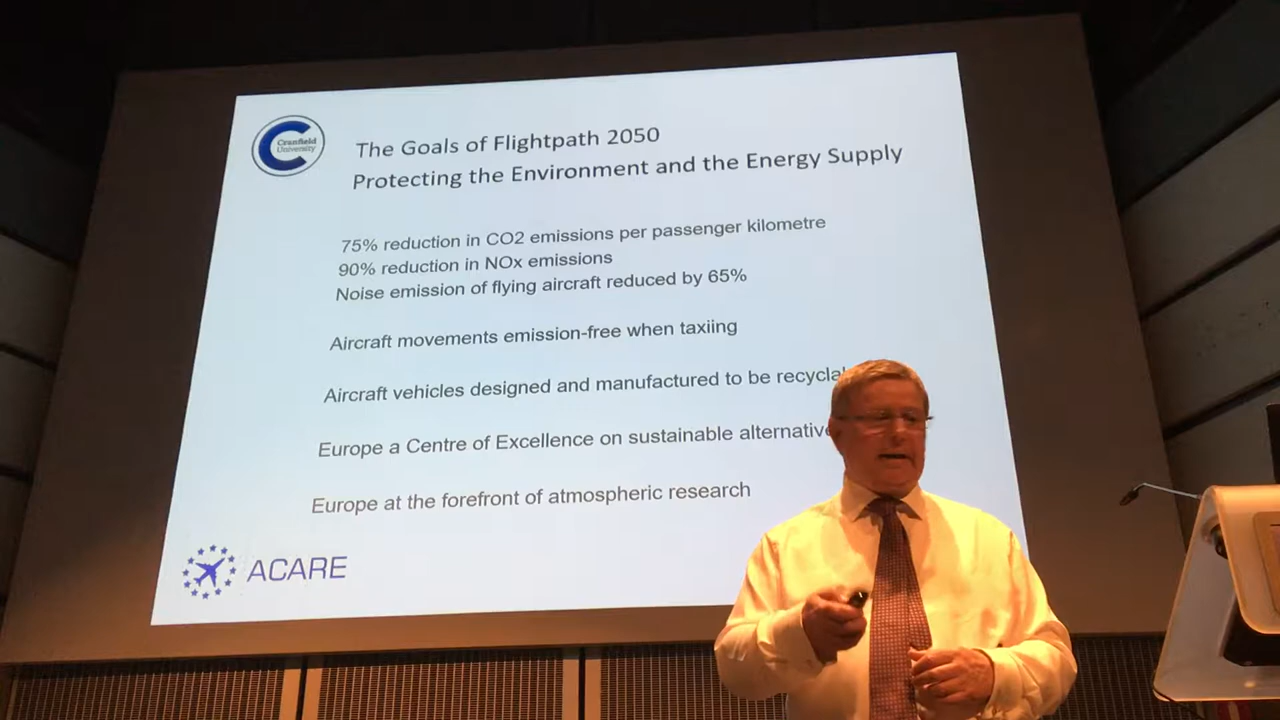 Cranfield
University
The Goals of Flightpath 2050
Protecting the Environment and the Energy Supply
75% reduction in CO2 emissions per passenger kilometre
90% reduction in NOx emissions
Noise emission of flying aircraft reduced by 65%
Aircraft movements emission-free when taxiing
Aircraft vehicles designed and manufactured to be
Europe a Centre of Excellence on sustainable
Europe at the forefront of atmospheric research
ACARE